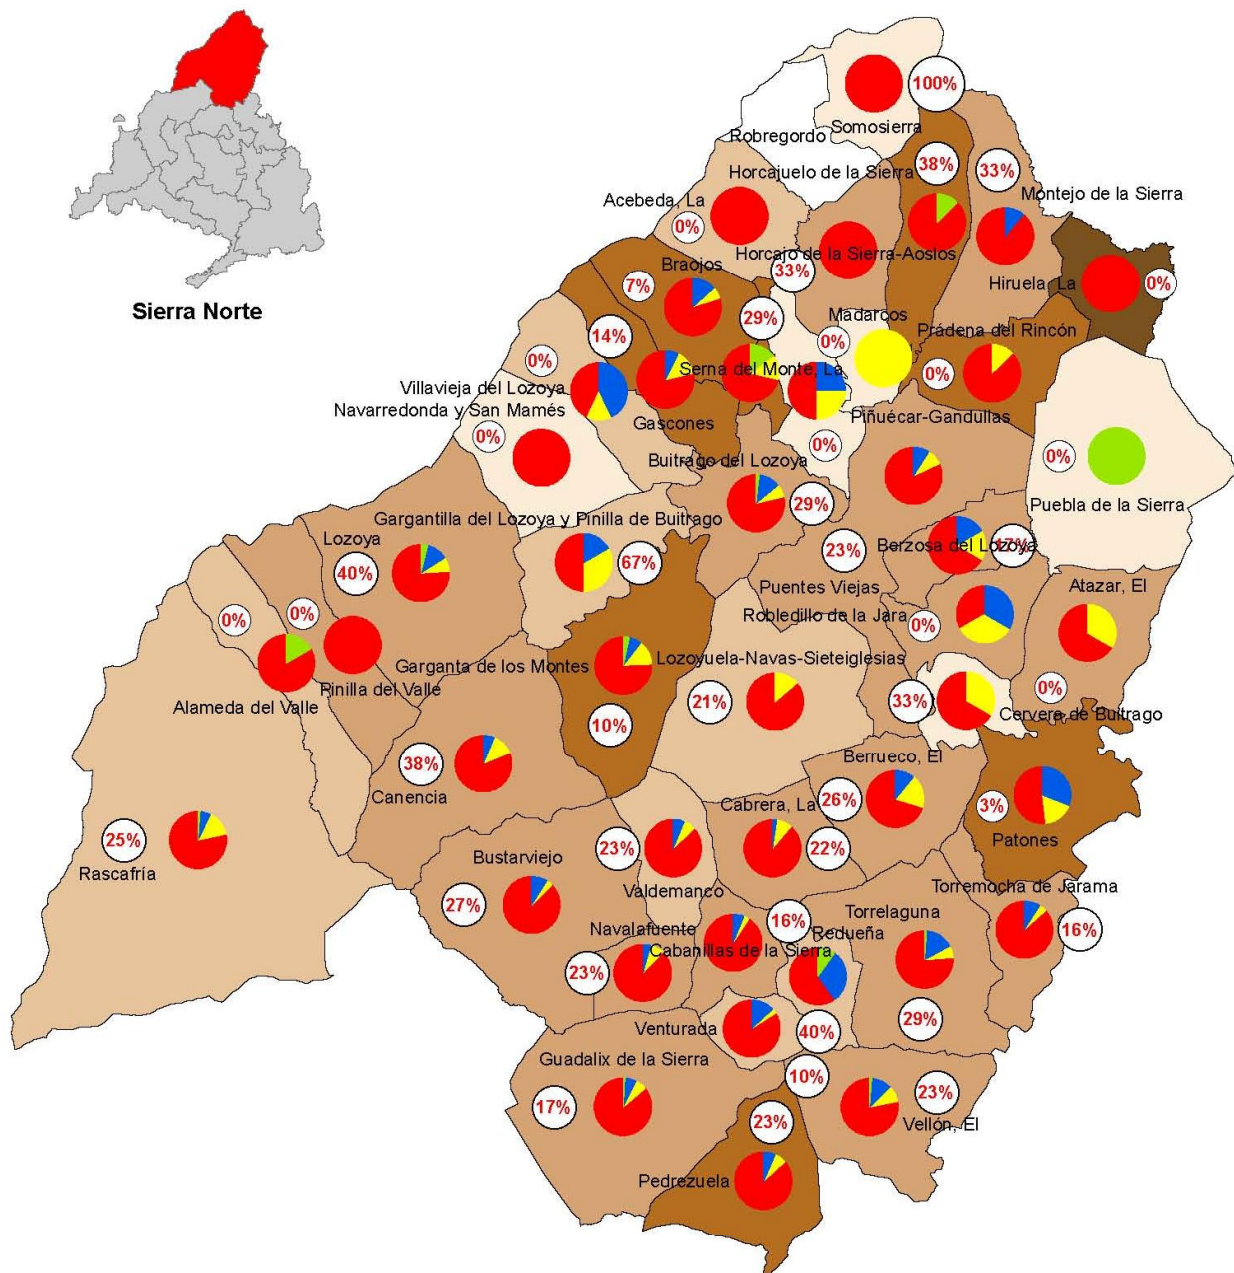 100%
Somosierra
Robregordo
Horcajuelo de la Sierra
38%
33%
Montejo de la Sierra
Acebeda, La
0%
Horcajo de la Sierra-Aoslos
33%
Braojos
7%
Hiruela, La
0%
Sierra Norte
29%
Madarcos
0%
Prádena del Rincón
14%
0%
0%
Serna del Monte, La
Villavieja del Lozoya
Navarredonda y San Mamés
Gascones
Piñuécar-Gandullas
0%
0%
0%
Buitrago del Lozoya
Puebla de la Sierra
29%
Gargantilla del Lozoya y Pinilla de Buitrago
Lozoya
40%
67%
23%
Berzosa del Lozoya
17%
Puentes Viejas
Atazar, El
Robledillo de la Jara
0%
0%
0%
Garganta de los Montes
Lozoyuela-Navas-Sieteiglesias
Pinilla del Valle
Alameda del Valle
0%
21%
33%
Cervera de Buitrago
10%
38%
Canencia
Berrueco, El
26%
Cabrera, La
3%
Patones
25%
Rascafría
23%
22%
Bustarviejo
Valdemanco
Torremocha de Jarama
27%
Navalafuente
16%
Torrelaguna
16%
Redueña
Cabanillas de la Sierra
23%
Venturada
40%
29%
Guadalix de la Sierra
10%
17%
23%
23%
Vellón, El
Pedrezuela